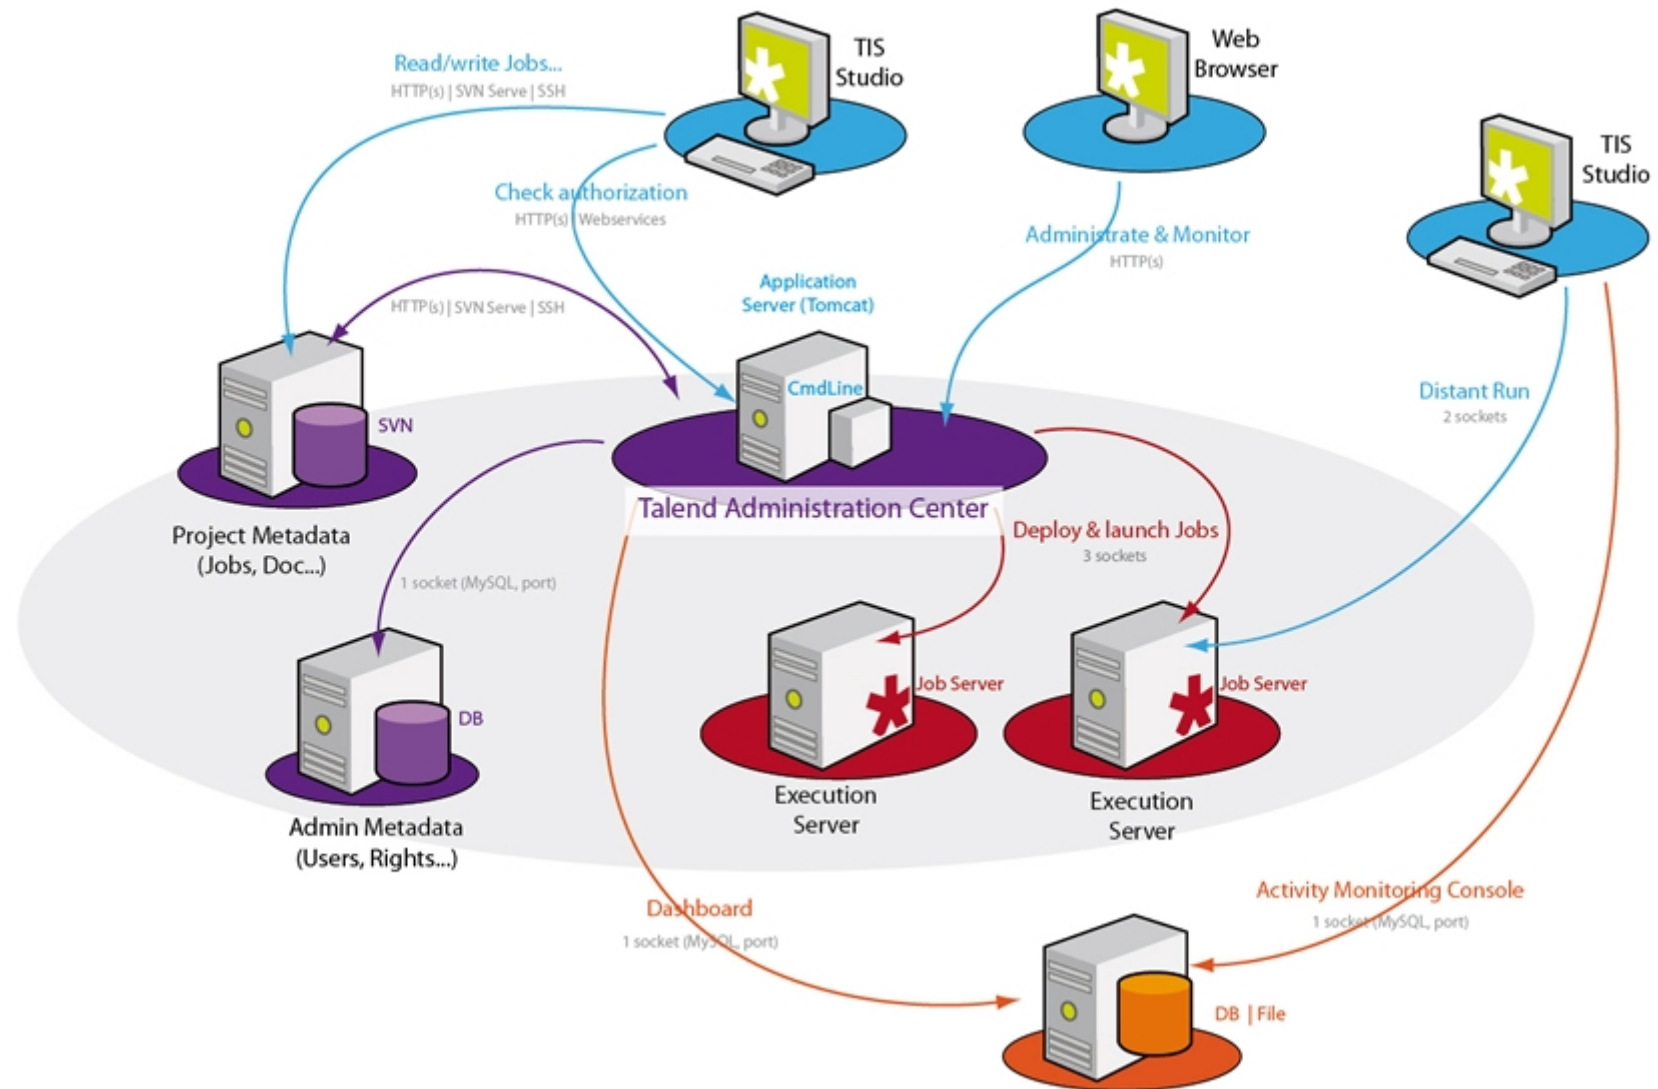 TIS
Studio
Web
Browser
TIS
Studio
Read/write Jobs...
HTTP(s) | SVN Serve | SSH
Check authorization
HTTP(s) | Webservices
Administrate & Monitor
HTTP(s)
Application
Server (Tomcat)
HTTP(s) | SVN Serve | SSH
CmdLine
Distant Run
2 sockets
SVN
Talend Administration Center
Project Metadata
(Jobs, Doc...)
Deploy & launch Jobs
3 sockets
1 socket (MySQL, port)
Job Server
Job Server
DB
Execution
Server
Execution
Server
Admin Metadata
(Users, Rights...)
Dashboard
1 socket (MySQL, port)
Activity Monitoring Console
1 socket (MySQL, port)
DB | File